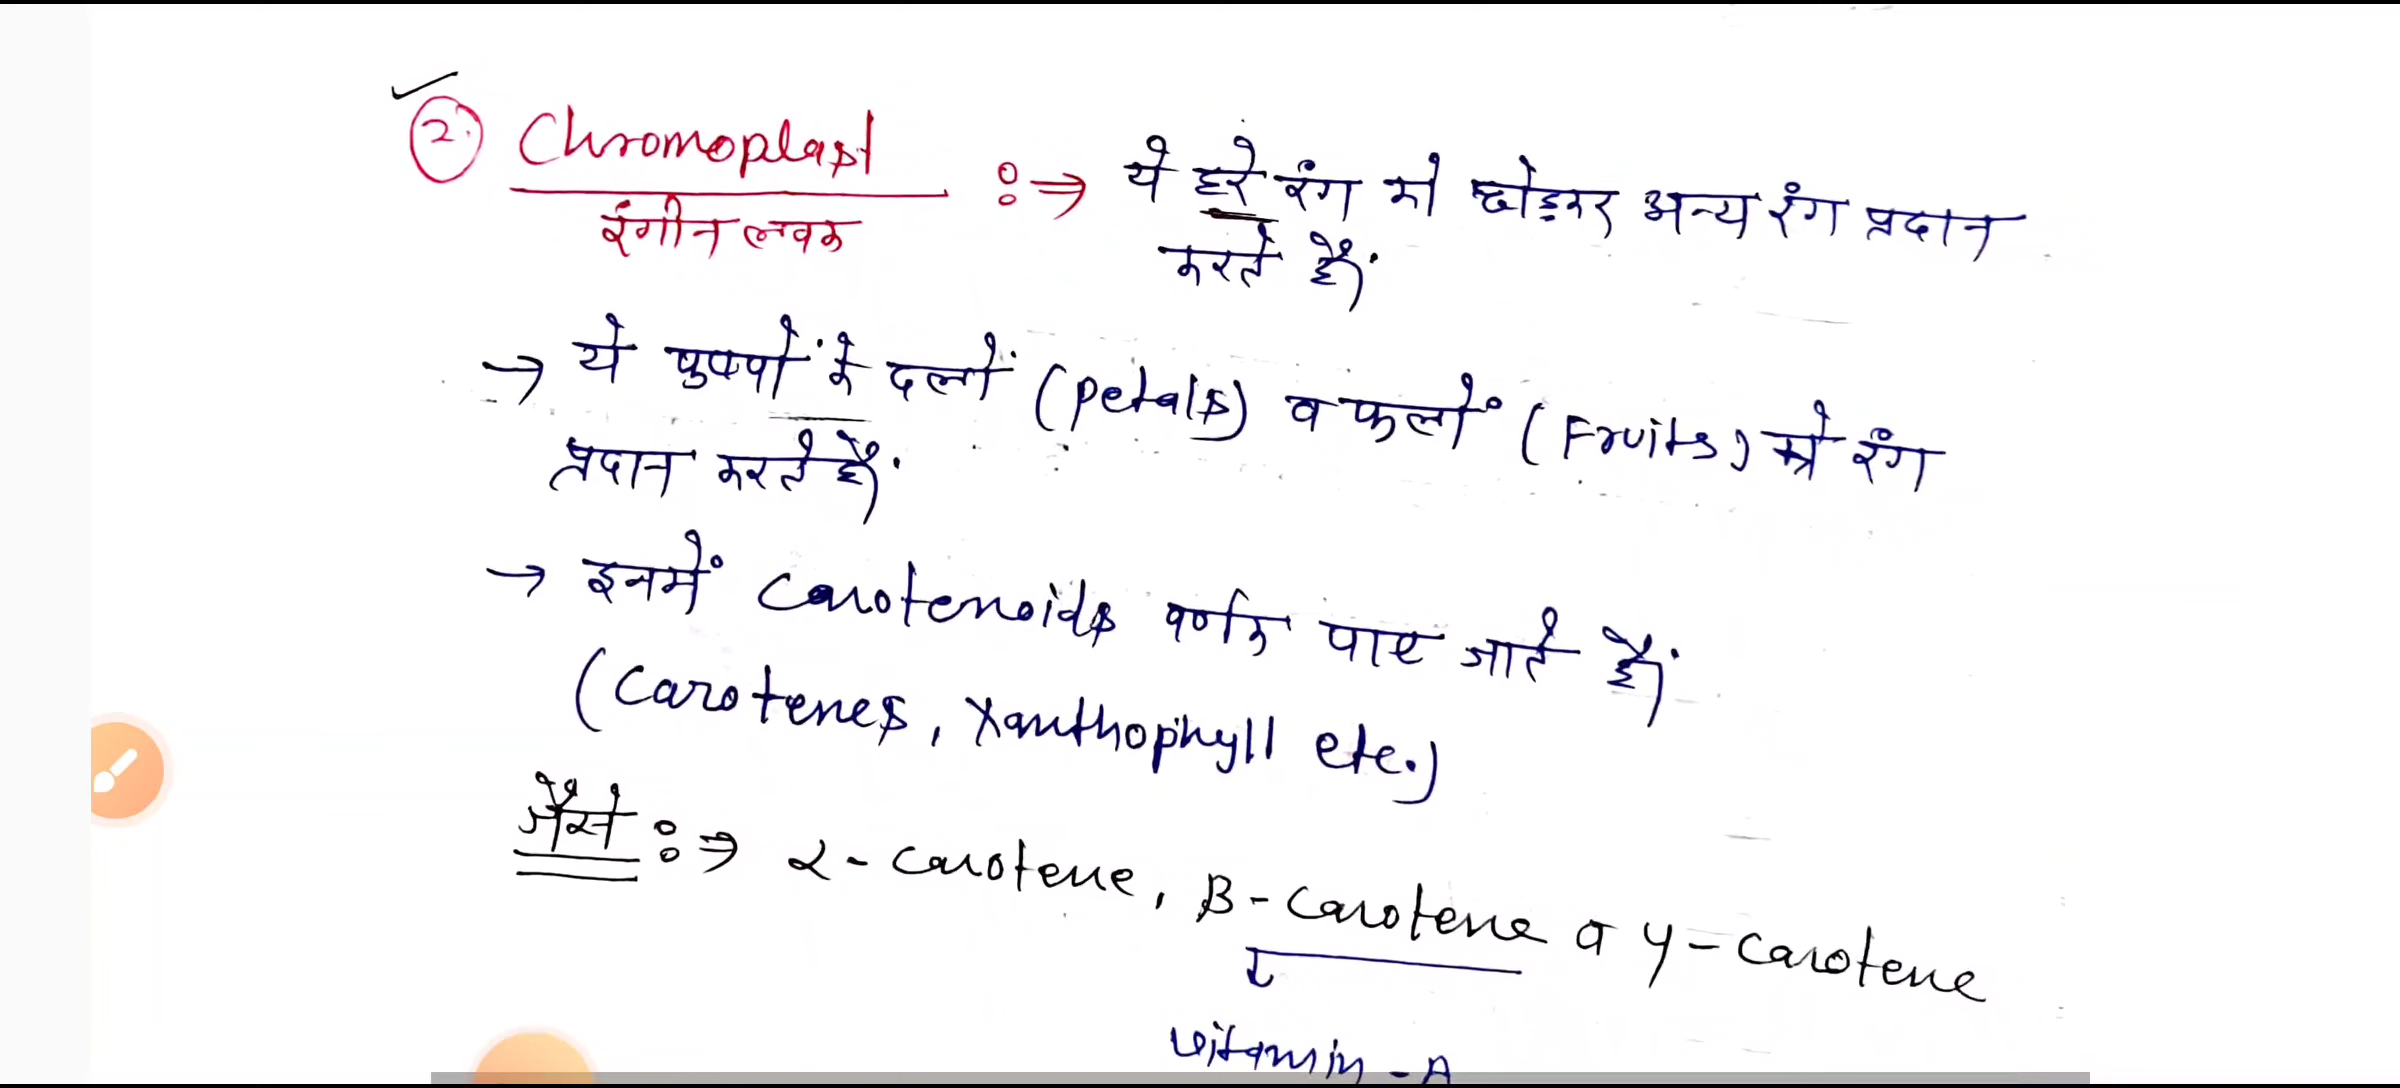 2. Chromoplast :⇒ ये हरे रंग को छोड़कर अन्य रंग प्रदान
रंगीन लवक
करते हैं।
→ ये पुष्पों के दलों (Petals) व फलों (Fruits) को रंग
प्रदान करते हैं।
→ इनमें Carotenoids वर्णक पाए जाते हैं।
(Carotenes, Xanthophyll etc.)
जैसे :⇒ α-carotene, β-carotene व γ-carotene
vitamin-A